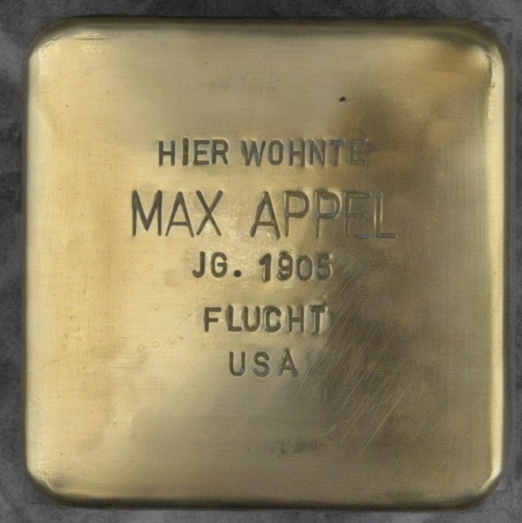 HIER WOHNTE
MAX APPEL
JG. 1905
FLUCHT
USA